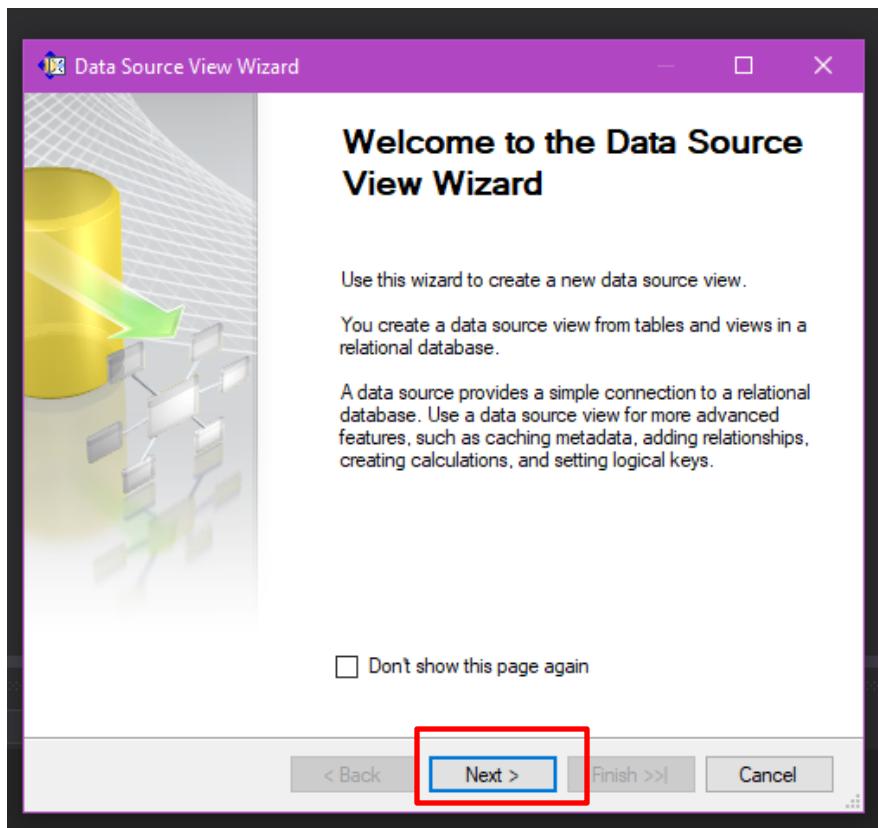 Data Source View Wizard
Welcome to the Data Source
View Wizard
Use this wizard to create a new data source view.
You create a data source view from tables and views in a
relational database.
A data source provides a simple connection to a relational
database. Use a data source view for more advanced
features, such as caching metadata, adding relationships,
creating calculations, and setting logical keys.
Don't show this page again
< Back Next > Finish >>| Cancel